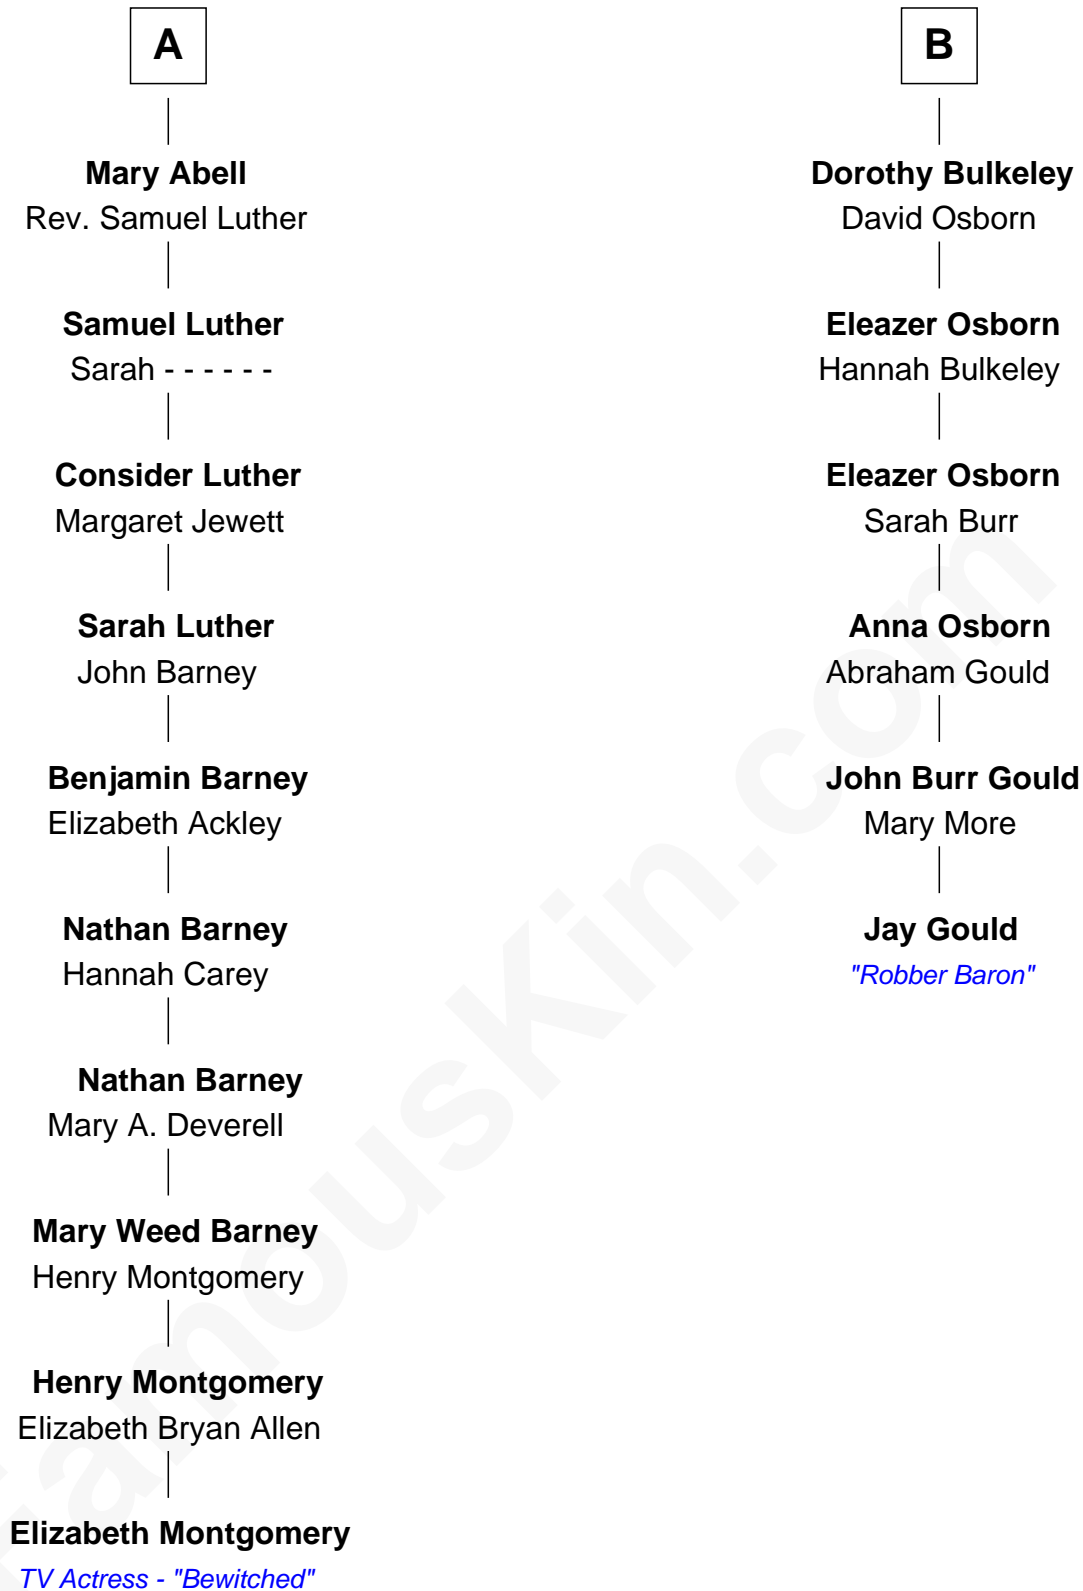 A
Mary Abell
Rev. Samuel Luther
Samuel Luther
Sarah - - - - - -
Consider Luther
Margaret Jewett
Sarah Luther
John Barney
Benjamin Barney
Elizabeth Ackley
Nathan Barney
Hannah Carey
Nathan Barney
Mary A. Deverell
Mary Weed Barney
Henry Montgomery
Henry Montgomery
Elizabeth Bryan Allen
Elizabeth Montgomery
TV Actress - "Bewitched"
B
Dorothy Bulkeley
David Osborn
Eleazer Osborn
Hannah Bulkeley
Eleazer Osborn
Sarah Burr
Anna Osborn
Abraham Gould
John Burr Gould
Mary More
Jay Gould
"Robber Baron"
FamousKin.com